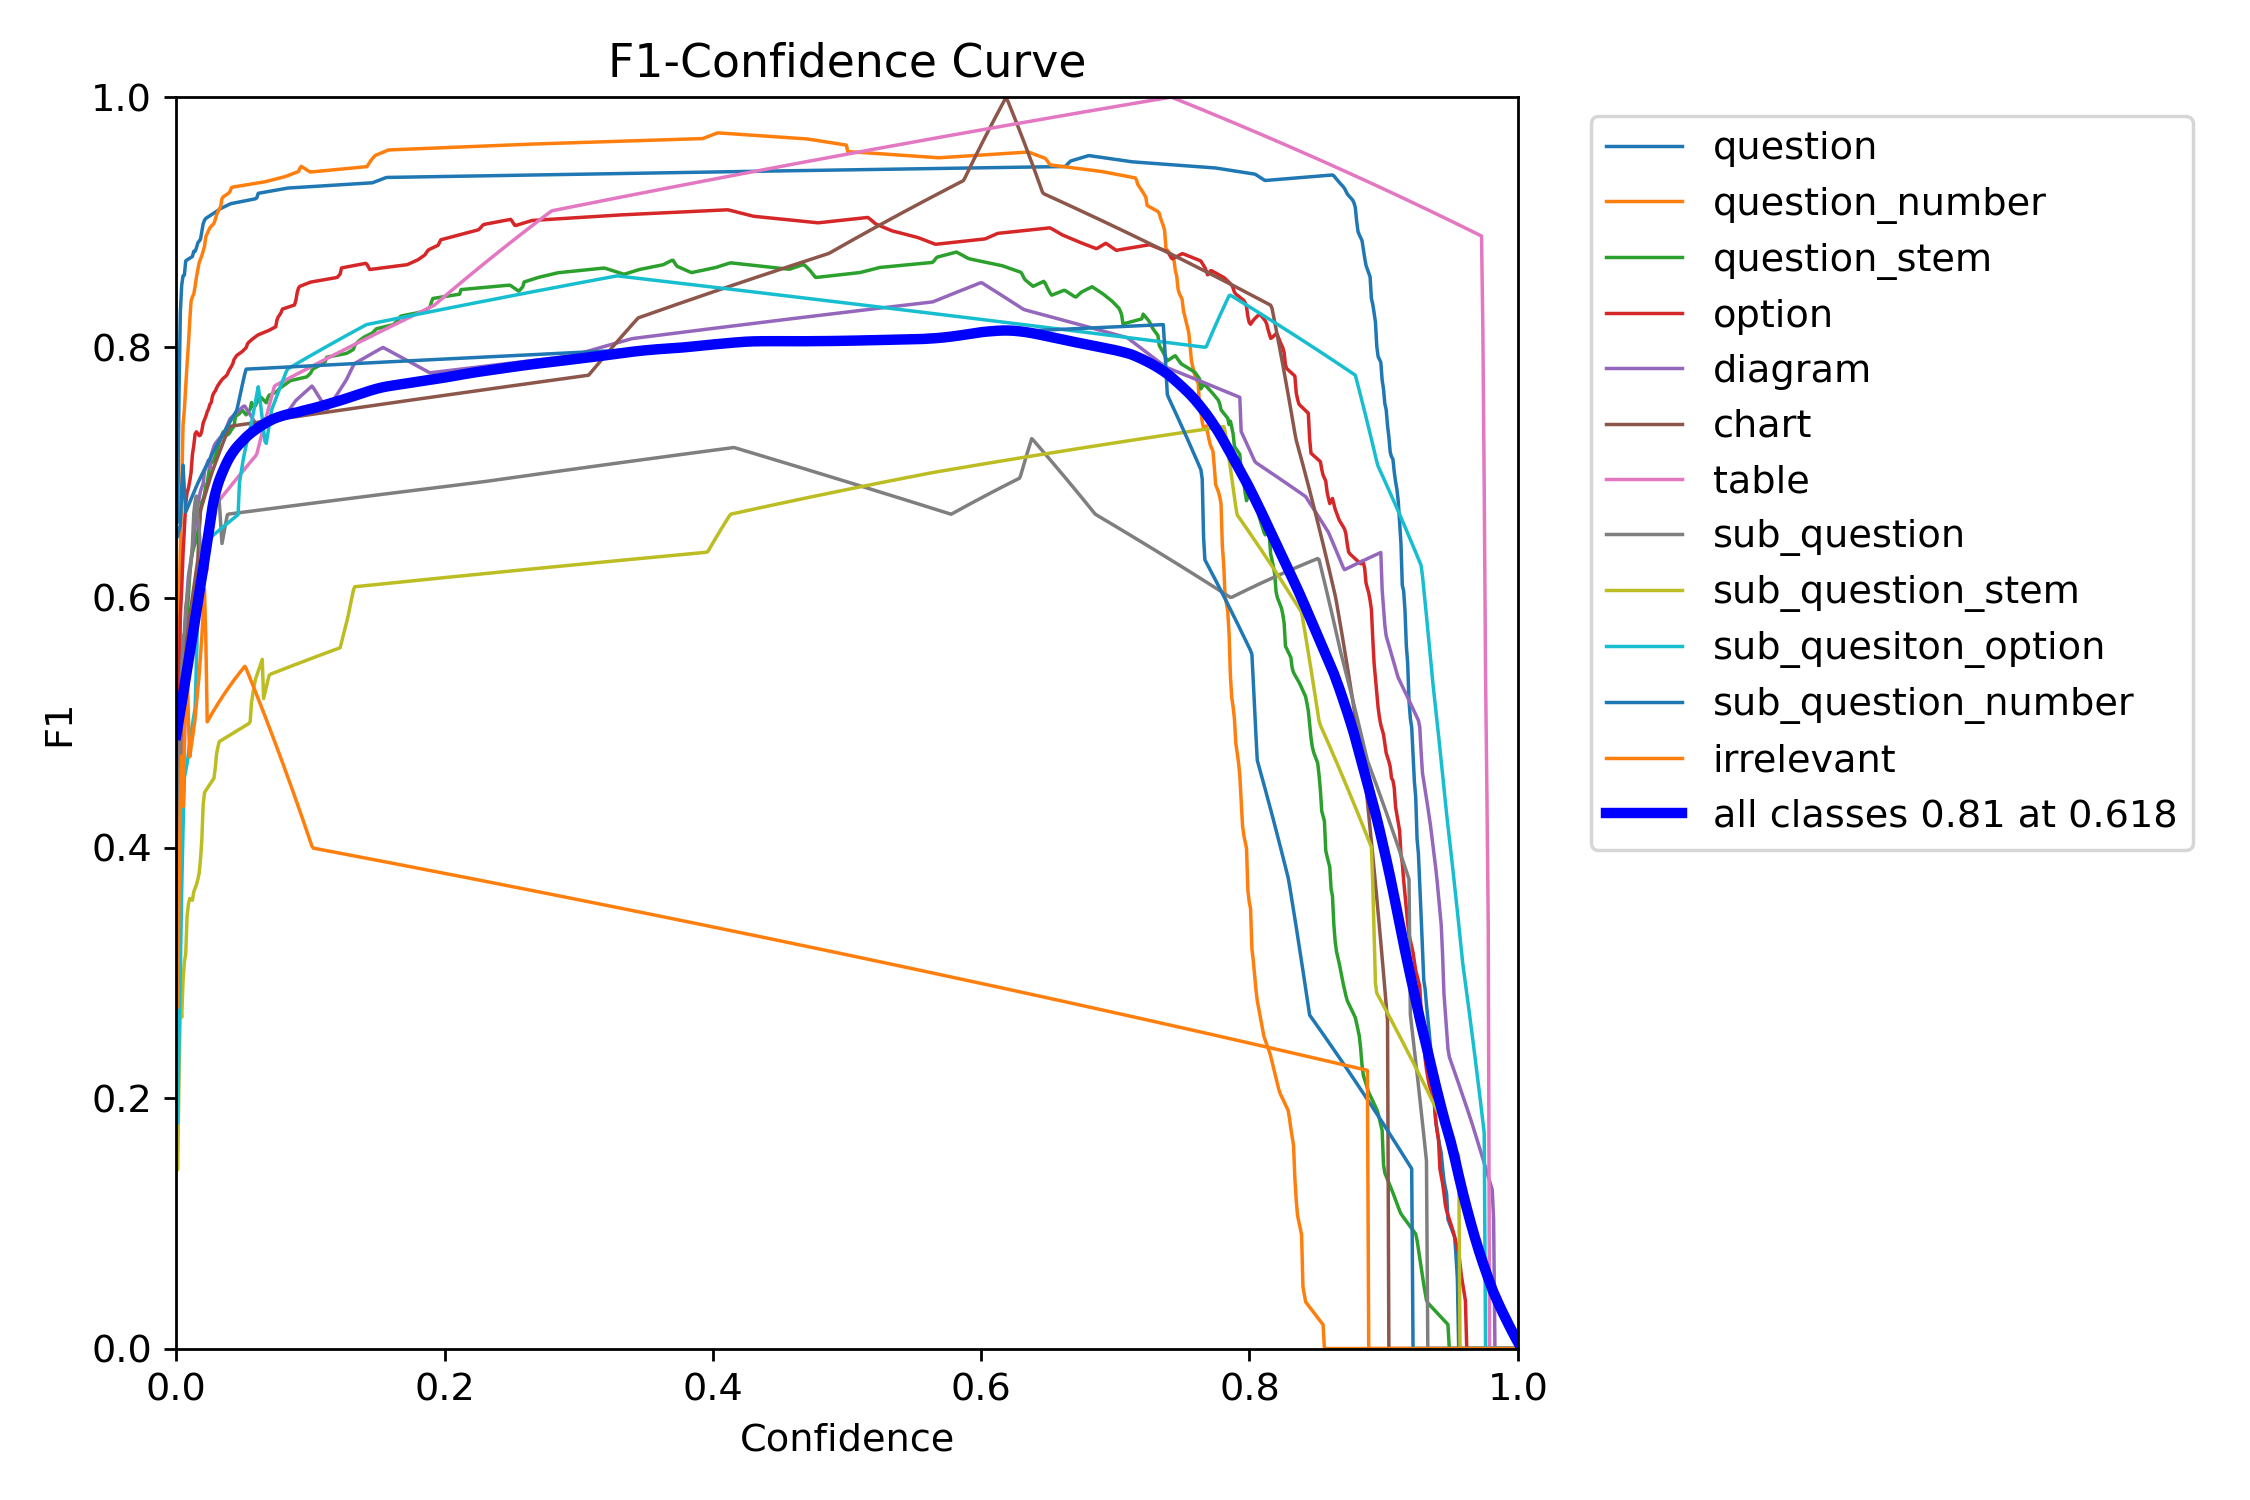 F1-Confidence Curve
1.0
0.8
0.6
0.4
0.2
0.0
F1
0.0 0.2 0.4 0.6 0.8 1.0
Confidence
question
question_number
question_stem
option
diagram
chart
table
sub_question
sub_question_stem
sub_quesiton_option
sub_question_number
irrelevant
all classes 0.81 at 0.618